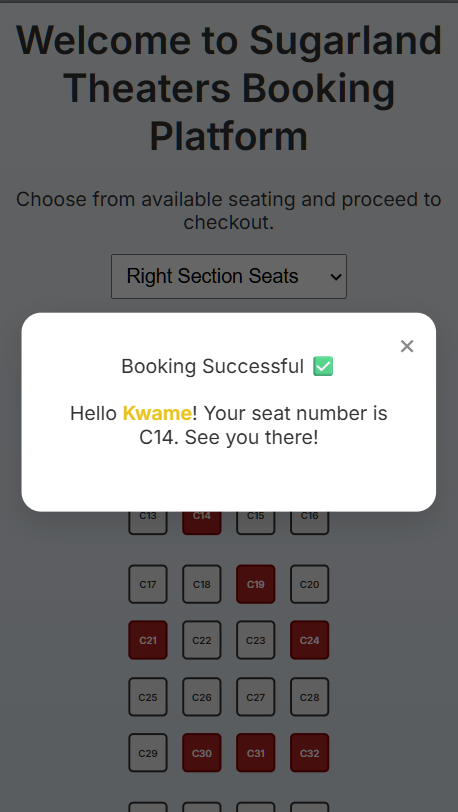 Welcome to Sugarland
Theaters Booking
Platform
Choose from available seating and proceed to
checkout.
Right Section Seats
×
Booking Successful ✅
Hello Kwame! Your seat number is
C14. See you there!
C13 C14 C15 C16
C17 C18 C19 C20
C21 C22 C23 C24
C25 C26 C27 C28
C29 C30 C31 C32